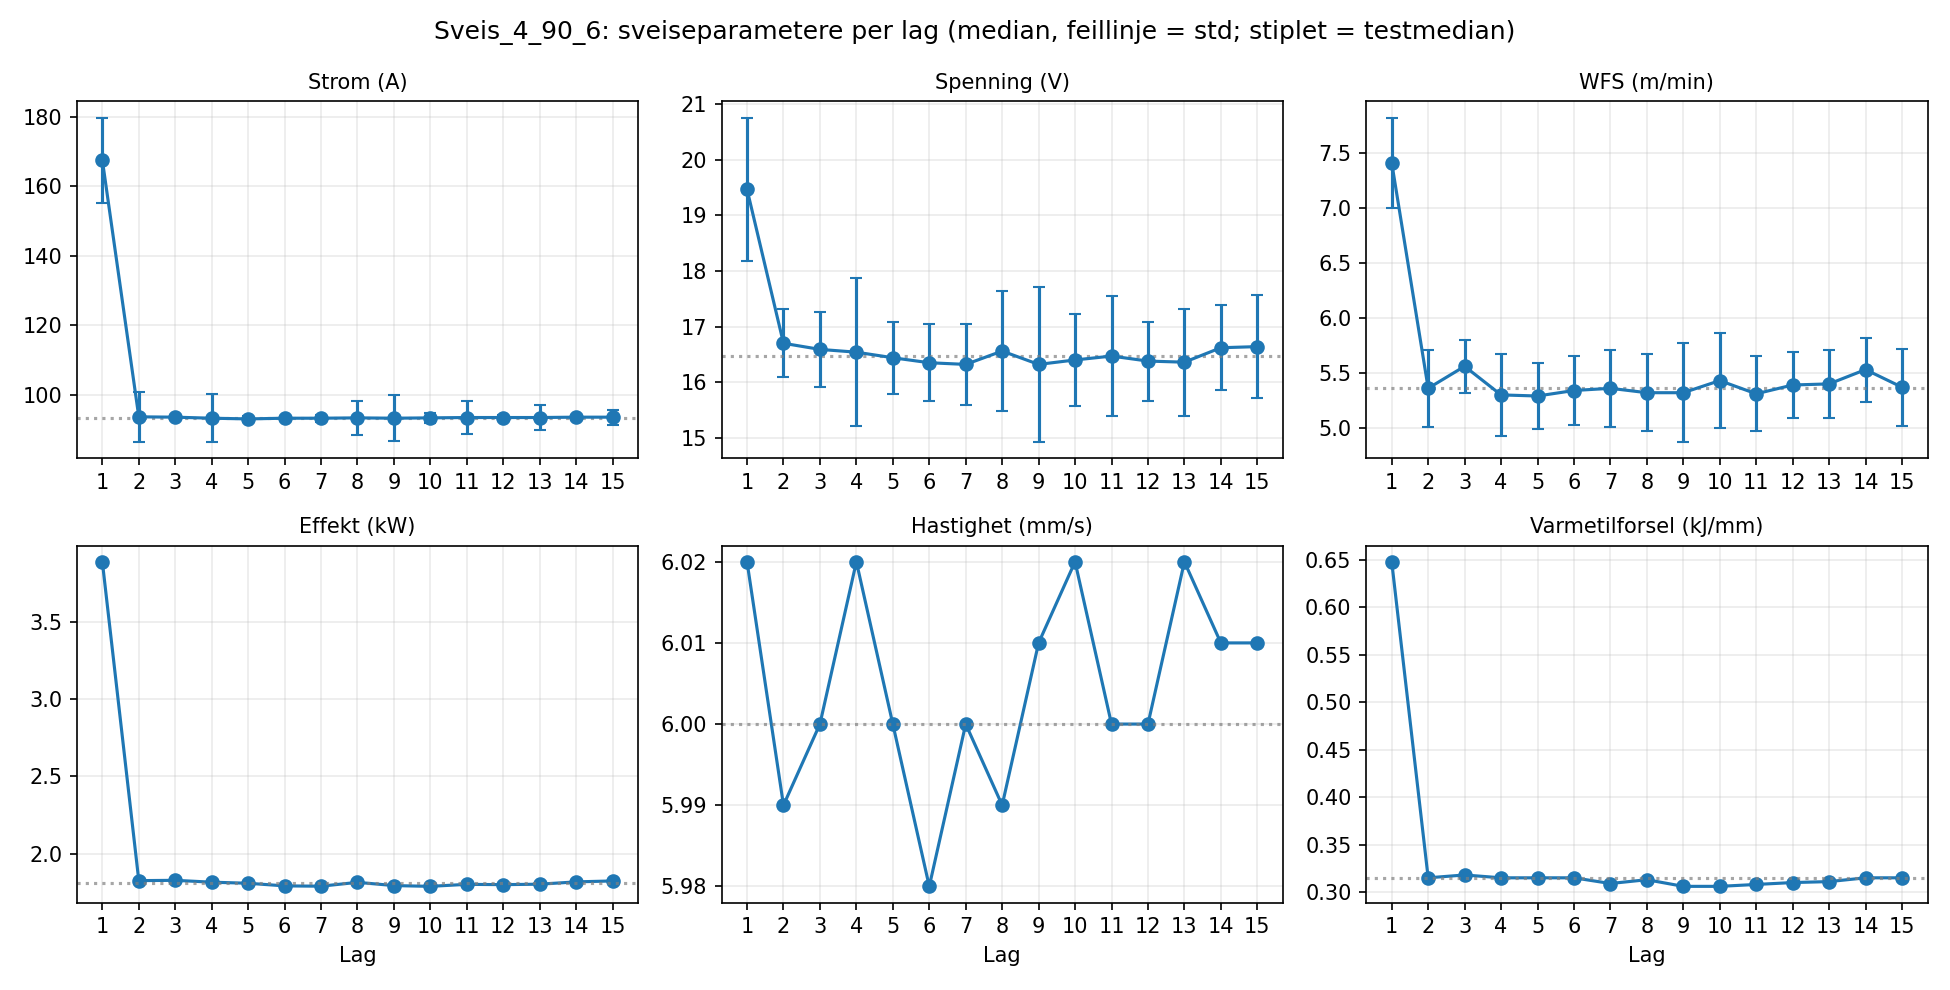 Sveis_4_90_6: sveiseparametere per lag (median, feillinje = std; stiplet = testmedian)
Strom (A)
180
160
140
120
100
1 2 3 4 5 6 7 8 9 10 11 12 13 14 15
Spenning (V)
21
20
19
18
17
16
15
1 2 3 4 5 6 7 8 9 10 11 12 13 14 15
WFS (m/min)
7.5
7.0
6.5
6.0
5.5
5.0
1 2 3 4 5 6 7 8 9 10 11 12 13 14 15
Effekt (kW)
3.5
3.0
2.5
2.0
1 2 3 4 5 6 7 8 9 10 11 12 13 14 15
Lag
Hastighet (mm/s)
6.02
6.01
6.00
5.99
5.98
1 2 3 4 5 6 7 8 9 10 11 12 13 14 15
Lag
Varmetilforsel (kJ/mm)
0.65
0.60
0.55
0.50
0.45
0.40
0.35
0.30
1 2 3 4 5 6 7 8 9 10 11 12 13 14 15
Lag